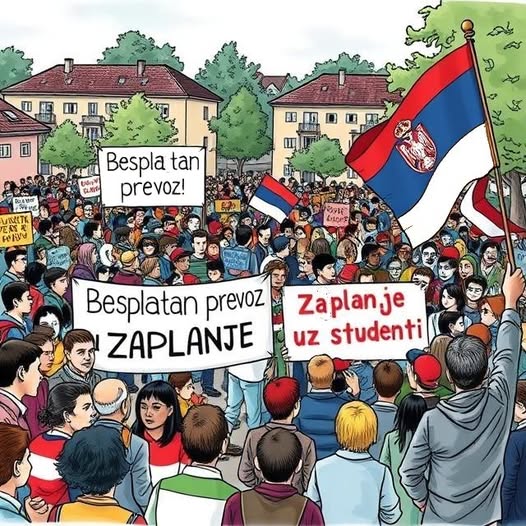 Bespla tan
prevoz!
Besplatan prevoz
ZAPLANJE
Zaplanje
uz studenti